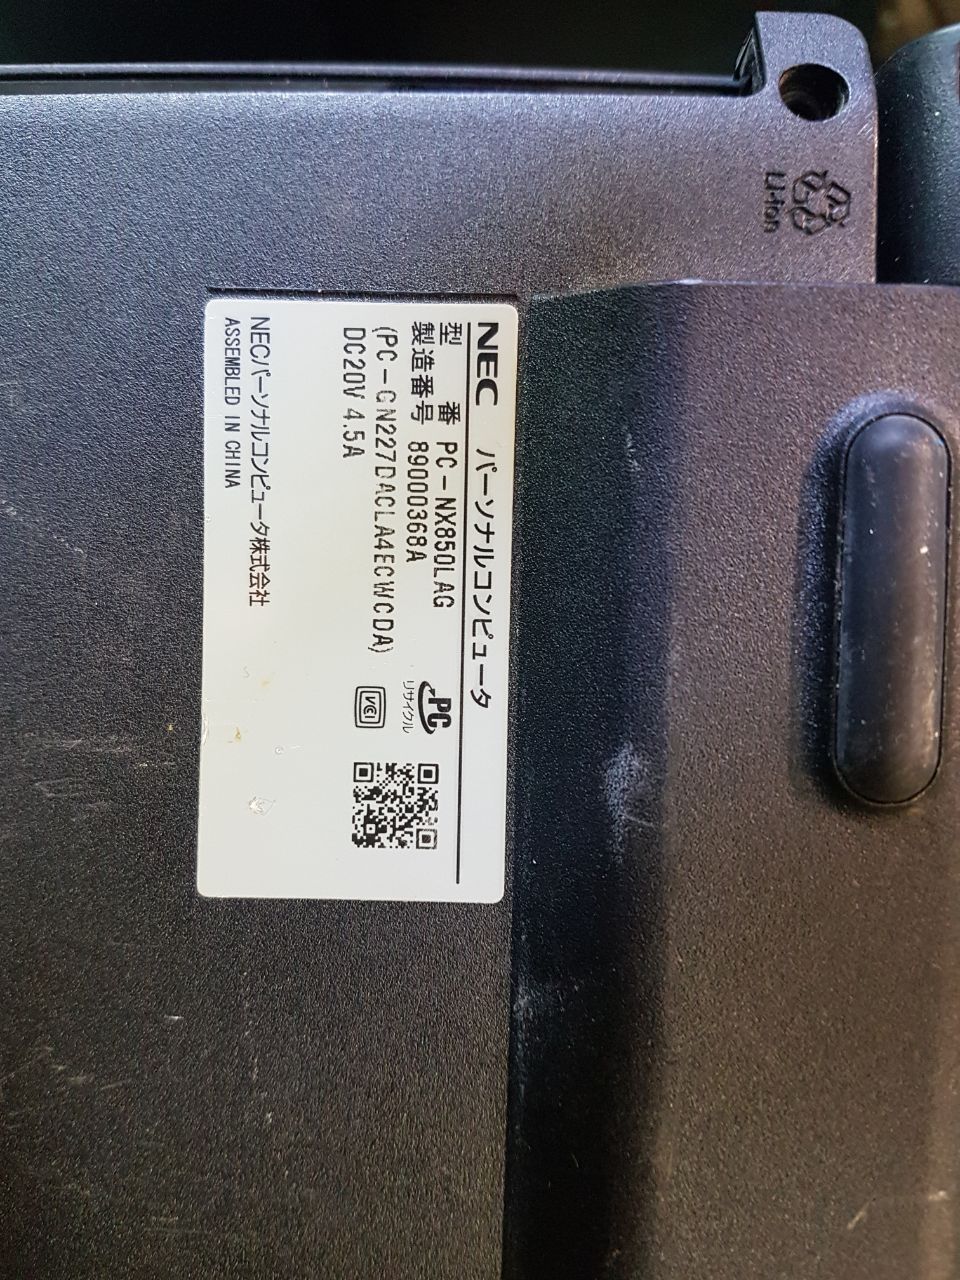 Li-ion
NEC パーソナルコンピュータ
型 番 PC-NX850LAG
製造番号 89000368A
(PC-GN227DACLA4ECWCDA)
DC20V 4.5A
PC
リサイクル
VCI
NECパーソナルコンピュータ株式会社
ASSEMBLED IN CHINA